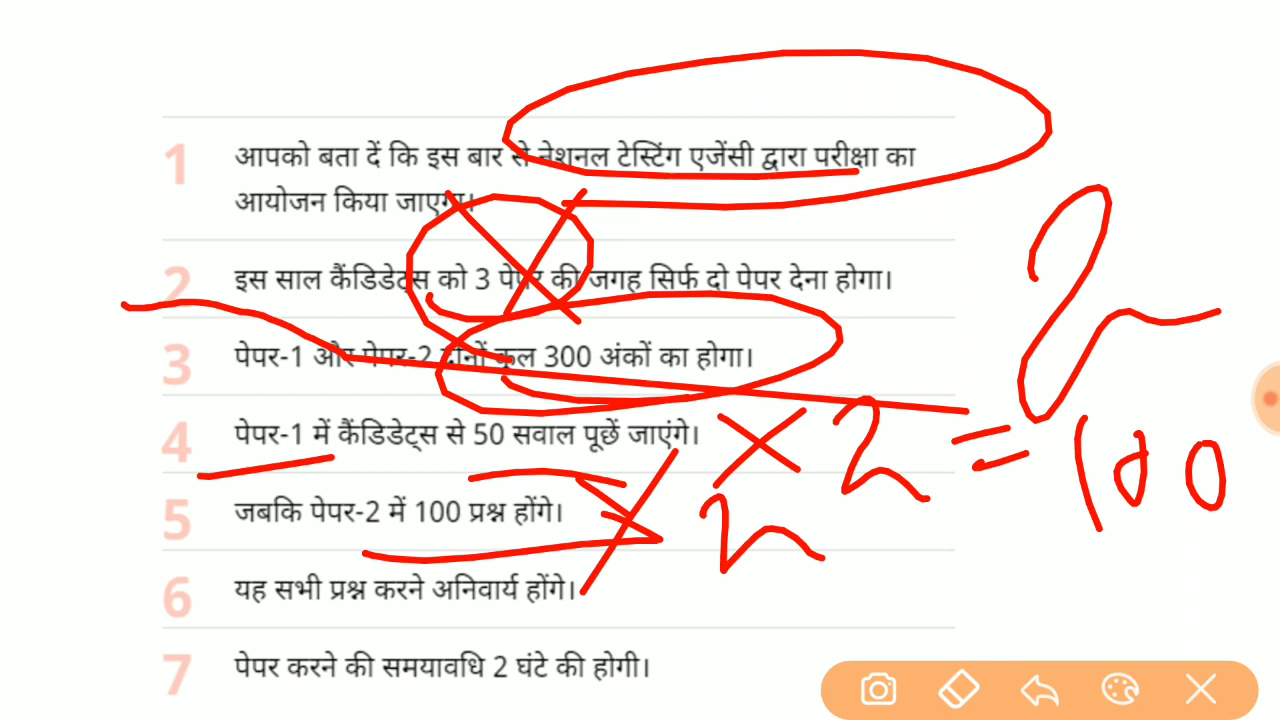 1 आपको बता दें कि इस बार से नेशनल टेस्टिंग एजेंसी द्वारा परीक्षा का
आयोजन किया जाएगा।
2 इस साल कैंडिडेट्स को 3 पेपर की जगह सिर्फ दो पेपर देना होगा।
3 पेपर-1 और पेपर-2 दोनों कुल 300 अंकों का होगा।
4 पेपर-1 में कैंडिडेट्स से 50 सवाल पूछें जाएंगे। × 2 = 100
5 जबकि पेपर-2 में 100 प्रश्न होंगे। × 2
6 यह सभी प्रश्न करने अनिवार्य होंगे।
7 पेपर करने की समयावधि 2 घंटे की होगी।